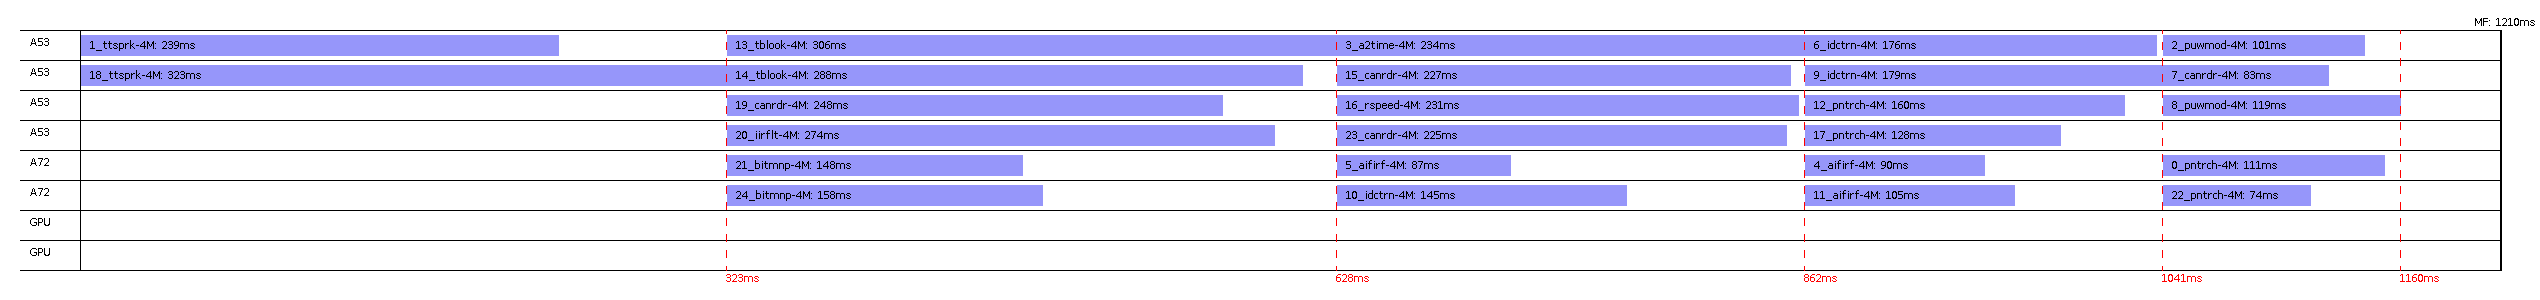 MF: 1210ms
A53 1_ttsprk-4M: 239ms 13_tblook-4M: 306ms 3_a2time-4M: 234ms 6_idctrn-4M: 176ms 2_puwmod-4M: 101ms
A53 18_ttsprk-4M: 323ms 14_tblook-4M: 288ms 15_canrdr-4M: 227ms 9_idctrn-4M: 179ms 7_canrdr-4M: 83ms
A53 19_canrdr-4M: 248ms 16_rspeed-4M: 231ms 12_pntrch-4M: 160ms 8_puwmod-4M: 119ms
A53 20_iirflt-4M: 274ms 23_canrdr-4M: 225ms 17_pntrch-4M: 128ms
A72 21_bitmnp-4M: 148ms 5_aifirf-4M: 87ms 4_aifirf-4M: 90ms 0_pntrch-4M: 111ms
A72 24_bitmnp-4M: 158ms 10_idctrn-4M: 145ms 11_aifirf-4M: 105ms 22_pntrch-4M: 74ms
GPU
GPU
323ms 628ms 862ms 1041ms 1160ms